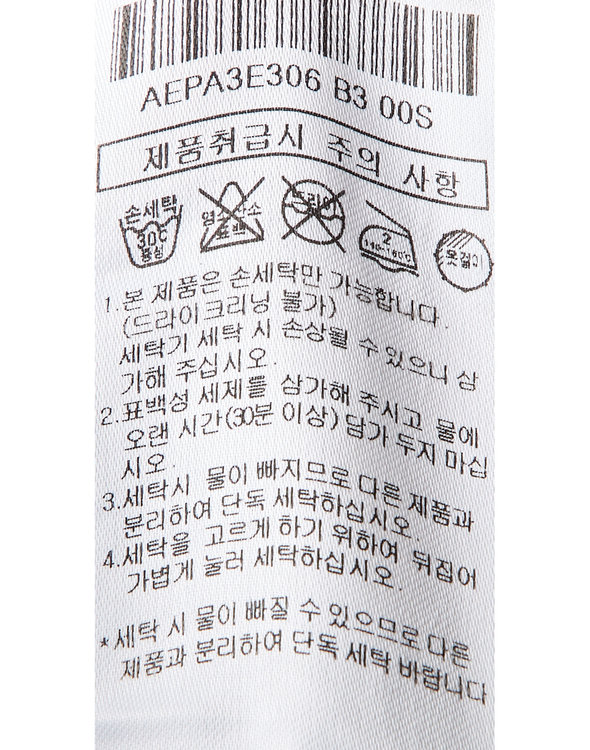 AEPA3E306 B3 00S
제품취급시 주의 사항
손세탁
30℃
중성
염소산소
표백
드라이
2
140~160℃
옷걸이
1.본 제품은 손세탁만 가능합니다.
(드라이크리닝 불가)
세탁기 세탁 시 손상될 수 있으니 삼
가해 주십시오.
2.표백성 세제를 삼가해 주시고 물에
오랜 시간(30분 이상) 담가 두지 마십
시오.
3.세탁시 물이 빠지므로 다른 제품과
분리하여 단독 세탁하십시오.
4.세탁을 고르게 하기 위하여 뒤집어
가볍게 눌러 세탁하십시오.
*세탁 시 물이 빠질 수 있으므로 다른
제품과 분리하여 단독 세탁 바랍니다